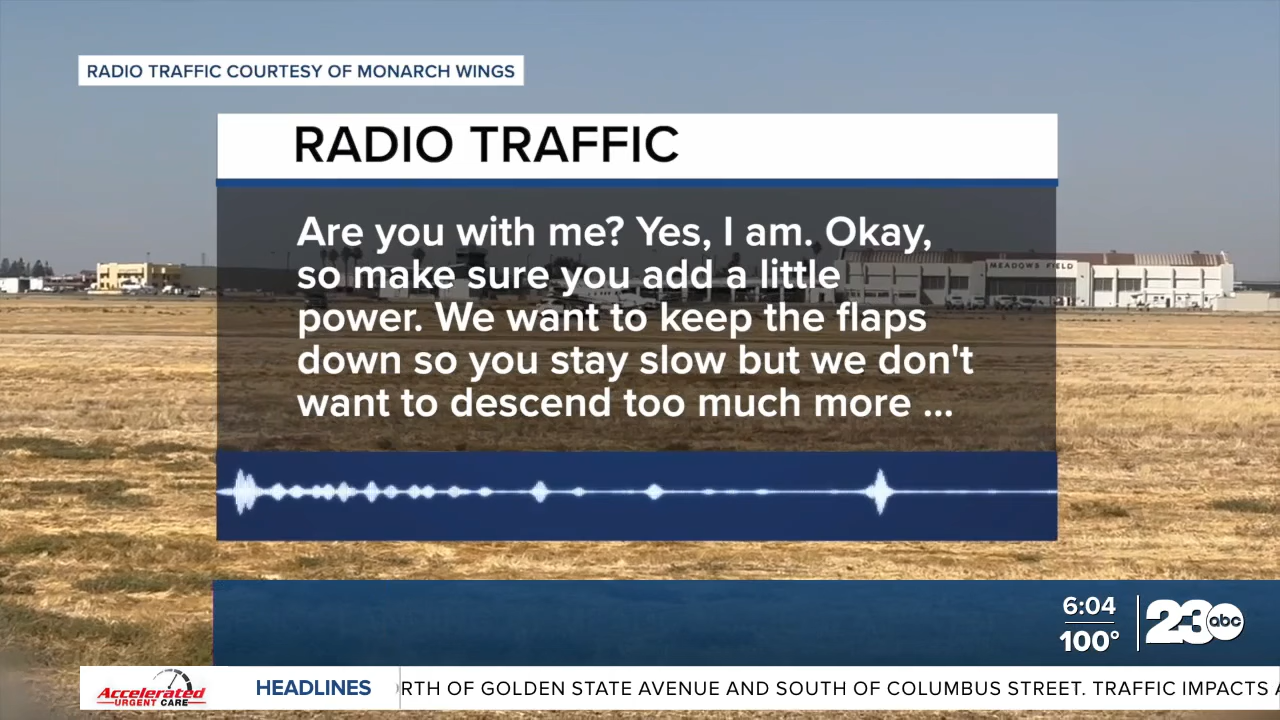 RADIO TRAFFIC COURTESY OF MONARCH WINGS
RADIO TRAFFIC
Are you with me? Yes, I am. Okay,
so make sure you add a little
power. We want to keep the flaps
down so you stay slow but we don't
want to descend too much more ...
MEADOWS FIELD
6:04
100°
23 abc
Accelerated
URGENT CARE
HEADLINES
RTH OF GOLDEN STATE AVENUE AND SOUTH OF COLUMBUS STREET. TRAFFIC IMPACTS